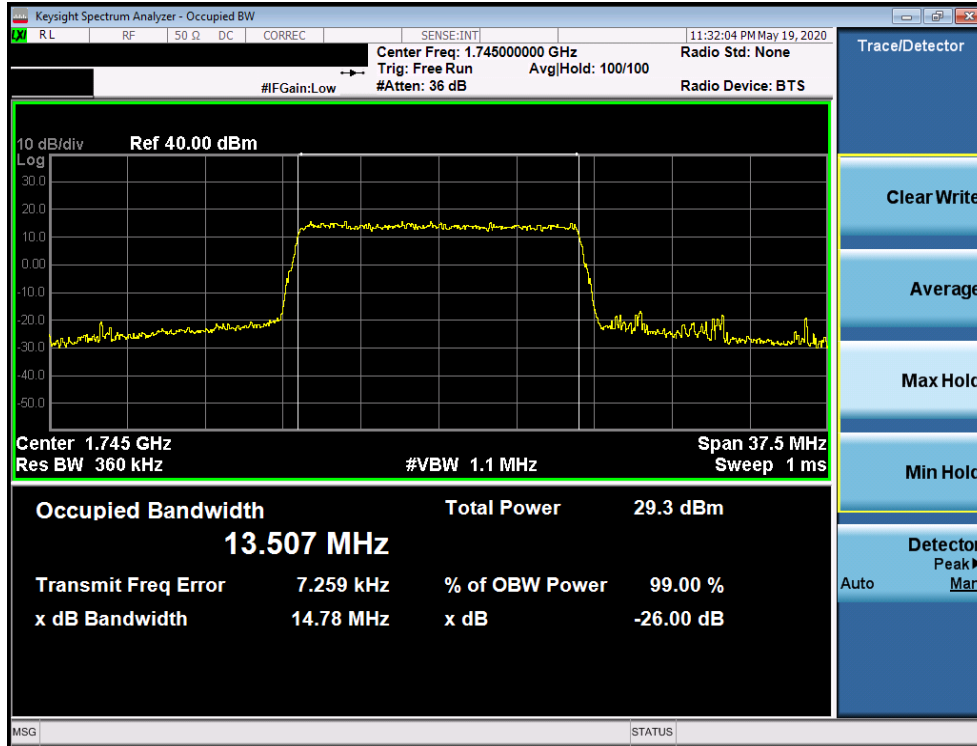 Keysight Spectrum Analyzer - Occupied BW
LXI RL RF 50 Ω DC CORREC SENSE:INT 11:32:04 PM May 19, 2020
Center Freq: 1.745000000 GHz Radio Std: None
Trig: Free Run Avg|Hold: 100/100
#IFGain:Low #Atten: 36 dB Radio Device: BTS
Trace/Detector
10 dB/div Ref 40.00 dBm
Log
30.0
20.0
10.0
0.00
-10.0
-20.0
-30.0
-40.0
-50.0
Center 1.745 GHz Span 37.5 MHz
Res BW 360 kHz #VBW 1.1 MHz Sweep 1 ms
Occupied Bandwidth Total Power 29.3 dBm
13.507 MHz
Transmit Freq Error 7.259 kHz % of OBW Power 99.00 %
x dB Bandwidth 14.78 MHz x dB -26.00 dB
Clear Write
Average
Max Hold
Min Hold
Detector
Peak▶
Auto Man
MSG STATUS